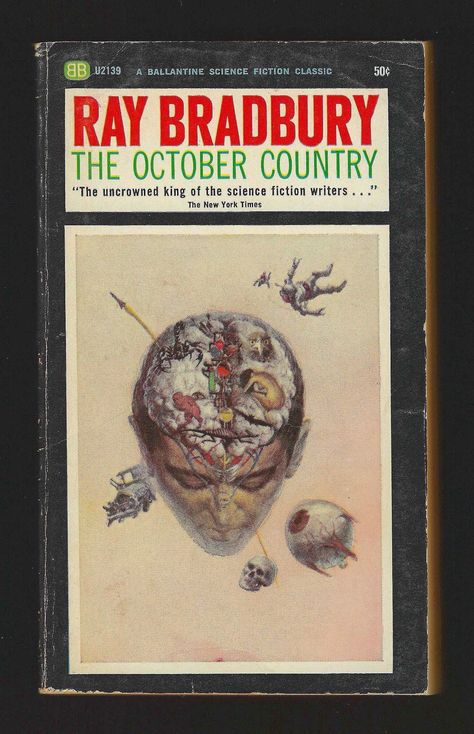 BB U2139 A BALLANTINE SCIENCE FICTION CLASSIC 50¢
RAY BRADBURY
THE OCTOBER COUNTRY
"The uncrowned king of the science fiction writers . . ."
The New York Times